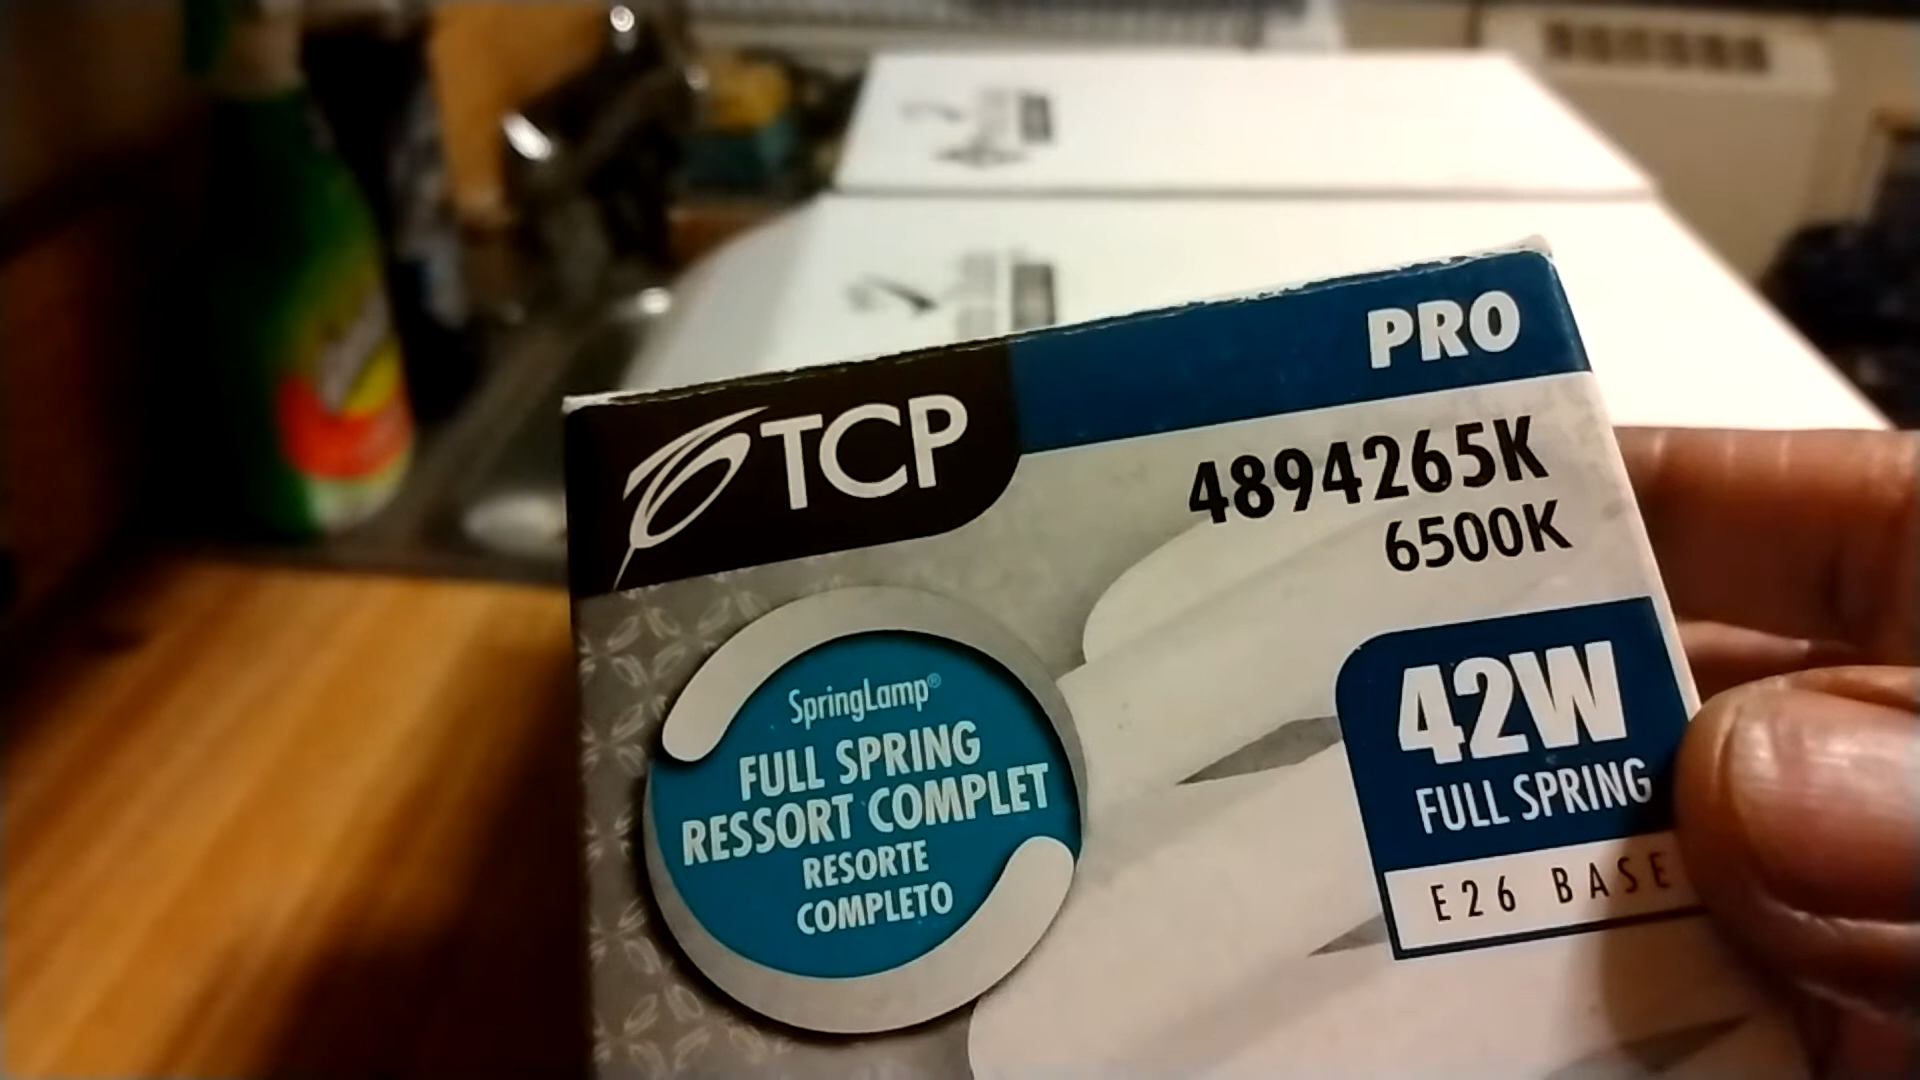 TCP
PRO
4894265K
6500K
SpringLamp®
FULL SPRING
RESSORT COMPLET
RESORTE
COMPLETO
42W
FULL SPRING
E26 BASE